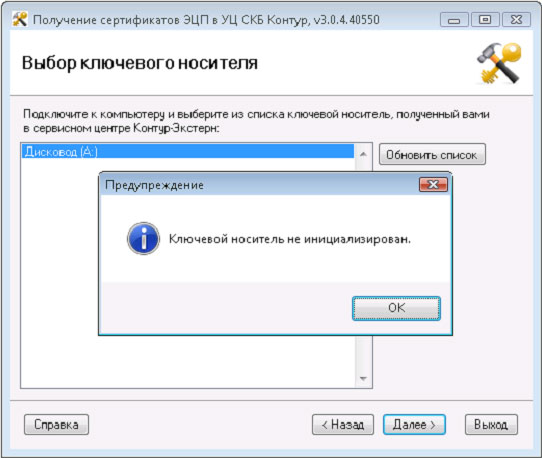 Получение сертификатов ЭЦП в УЦ СКБ Контур, v3.0.4.40550
Выбор ключевого носителя
Подключите к компьютеру и выберите из списка ключевой носитель, полученный вами
в сервисном центре Контур-Экстерн:
Дисковод (A:)
Обновить список
Предупреждение
Ключевой носитель не инициализирован.
OK
Справка
< Назад
Далее >
Выход